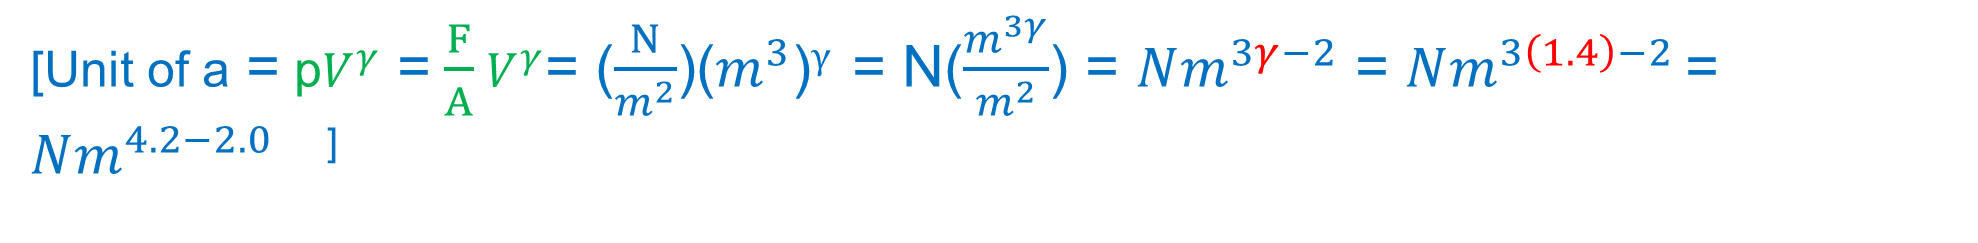 [Unit of a = pV^γ = F/A V^γ = (N/m^2)(m^3)^γ = N(m^{3γ}/m^2) = Nm^{3γ−2} = Nm^{3(1.4)−2} =
Nm^{4.2−2.0} ]